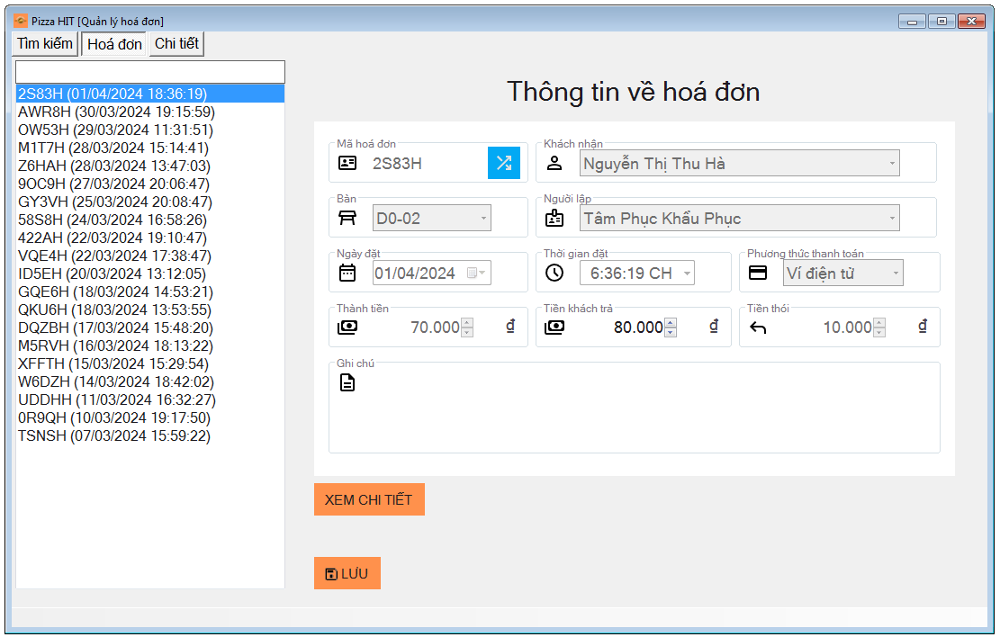 Pizza HIT [Quản lý hoá đơn]
Tìm kiếm Hoá đơn Chi tiết
2S83H (01/04/2024 18:36:19)
AWR8H (30/03/2024 19:15:59)
OW53H (29/03/2024 11:31:51)
M1T7H (28/03/2024 15:14:41)
Z6HAH (28/03/2024 13:47:03)
9OC9H (27/03/2024 20:06:47)
GY3VH (25/03/2024 20:08:47)
58S8H (24/03/2024 16:58:26)
422AH (22/03/2024 19:10:47)
VQE4H (22/03/2024 17:38:47)
ID5EH (20/03/2024 13:12:05)
GQE6H (18/03/2024 14:53:21)
QKU6H (18/03/2024 13:53:55)
DQZBH (17/03/2024 15:48:20)
M5RVH (16/03/2024 18:13:22)
XFFTH (15/03/2024 15:29:54)
W6DZH (14/03/2024 18:42:02)
UDDHH (11/03/2024 16:32:27)
0R9QH (10/03/2024 19:17:50)
TSNSH (07/03/2024 15:59:22)
Thông tin về hoá đơn
Mã hoá đơn
2S83H
Khách nhận
Nguyễn Thị Thu Hà
Bàn
D0-02
Người lập
Tâm Phục Khẩu Phục
Ngày đặt
01/04/2024
Thời gian đặt
6:36:19 CH
Phương thức thanh toán
Ví điện tử
Thành tiền
70.000 ₫
Tiền khách trả
80.000 ₫
Tiền thói
10.000 ₫
Ghi chú
XEM CHI TIẾT
LƯU